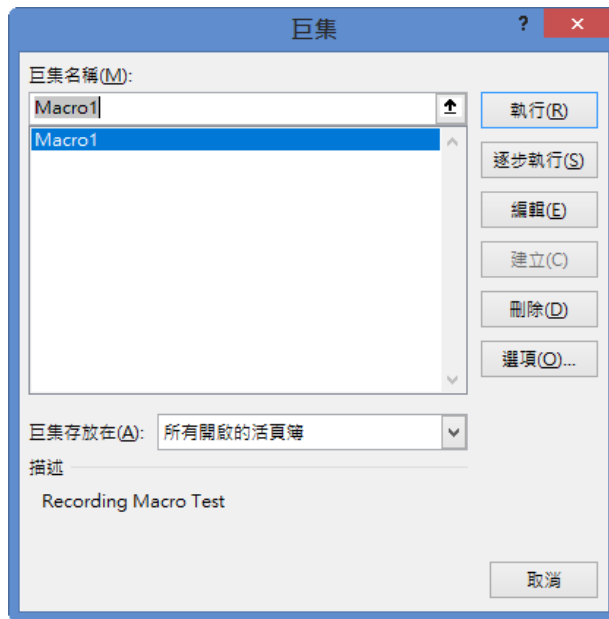 巨集
?
×
巨集名稱(M):
Macro1
執行(R)
Macro1
逐步執行(S)
編輯(E)
建立(C)
刪除(D)
選項(O)...
巨集存放在(A):
所有開啟的活頁簿
描述
Recording Macro Test
取消